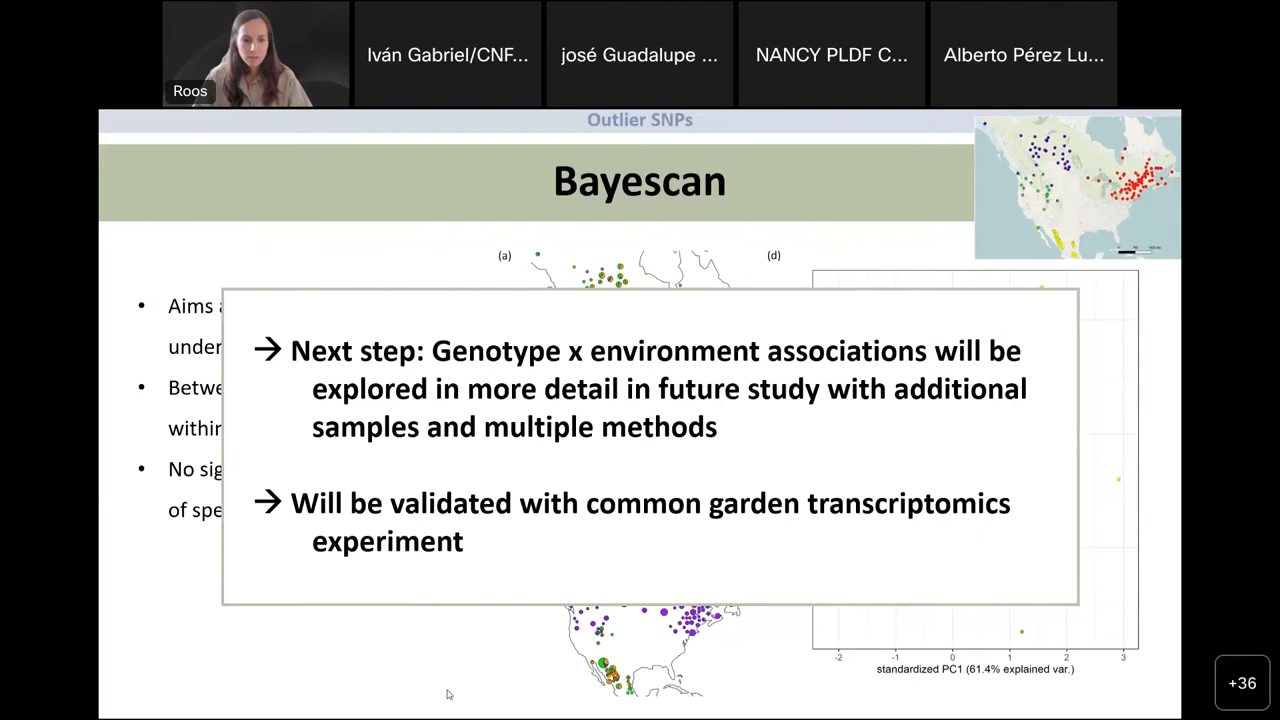 Roos
Iván Gabriel/CNF...
josé Guadalupe ...
NANCY PLDF C...
Alberto Pérez Lu...
Outlier SNPs
Bayescan
(a)
(d)
• Aims
under
• Betwe
within
• No sig
of spe
→ Next step: Genotype x environment associations will be
explored in more detail in future study with additional
samples and multiple methods
→ Will be validated with common garden transcriptomics
experiment
-2 -1 0 1 2 3
standardized PC1 (61.4% explained var.)
+36